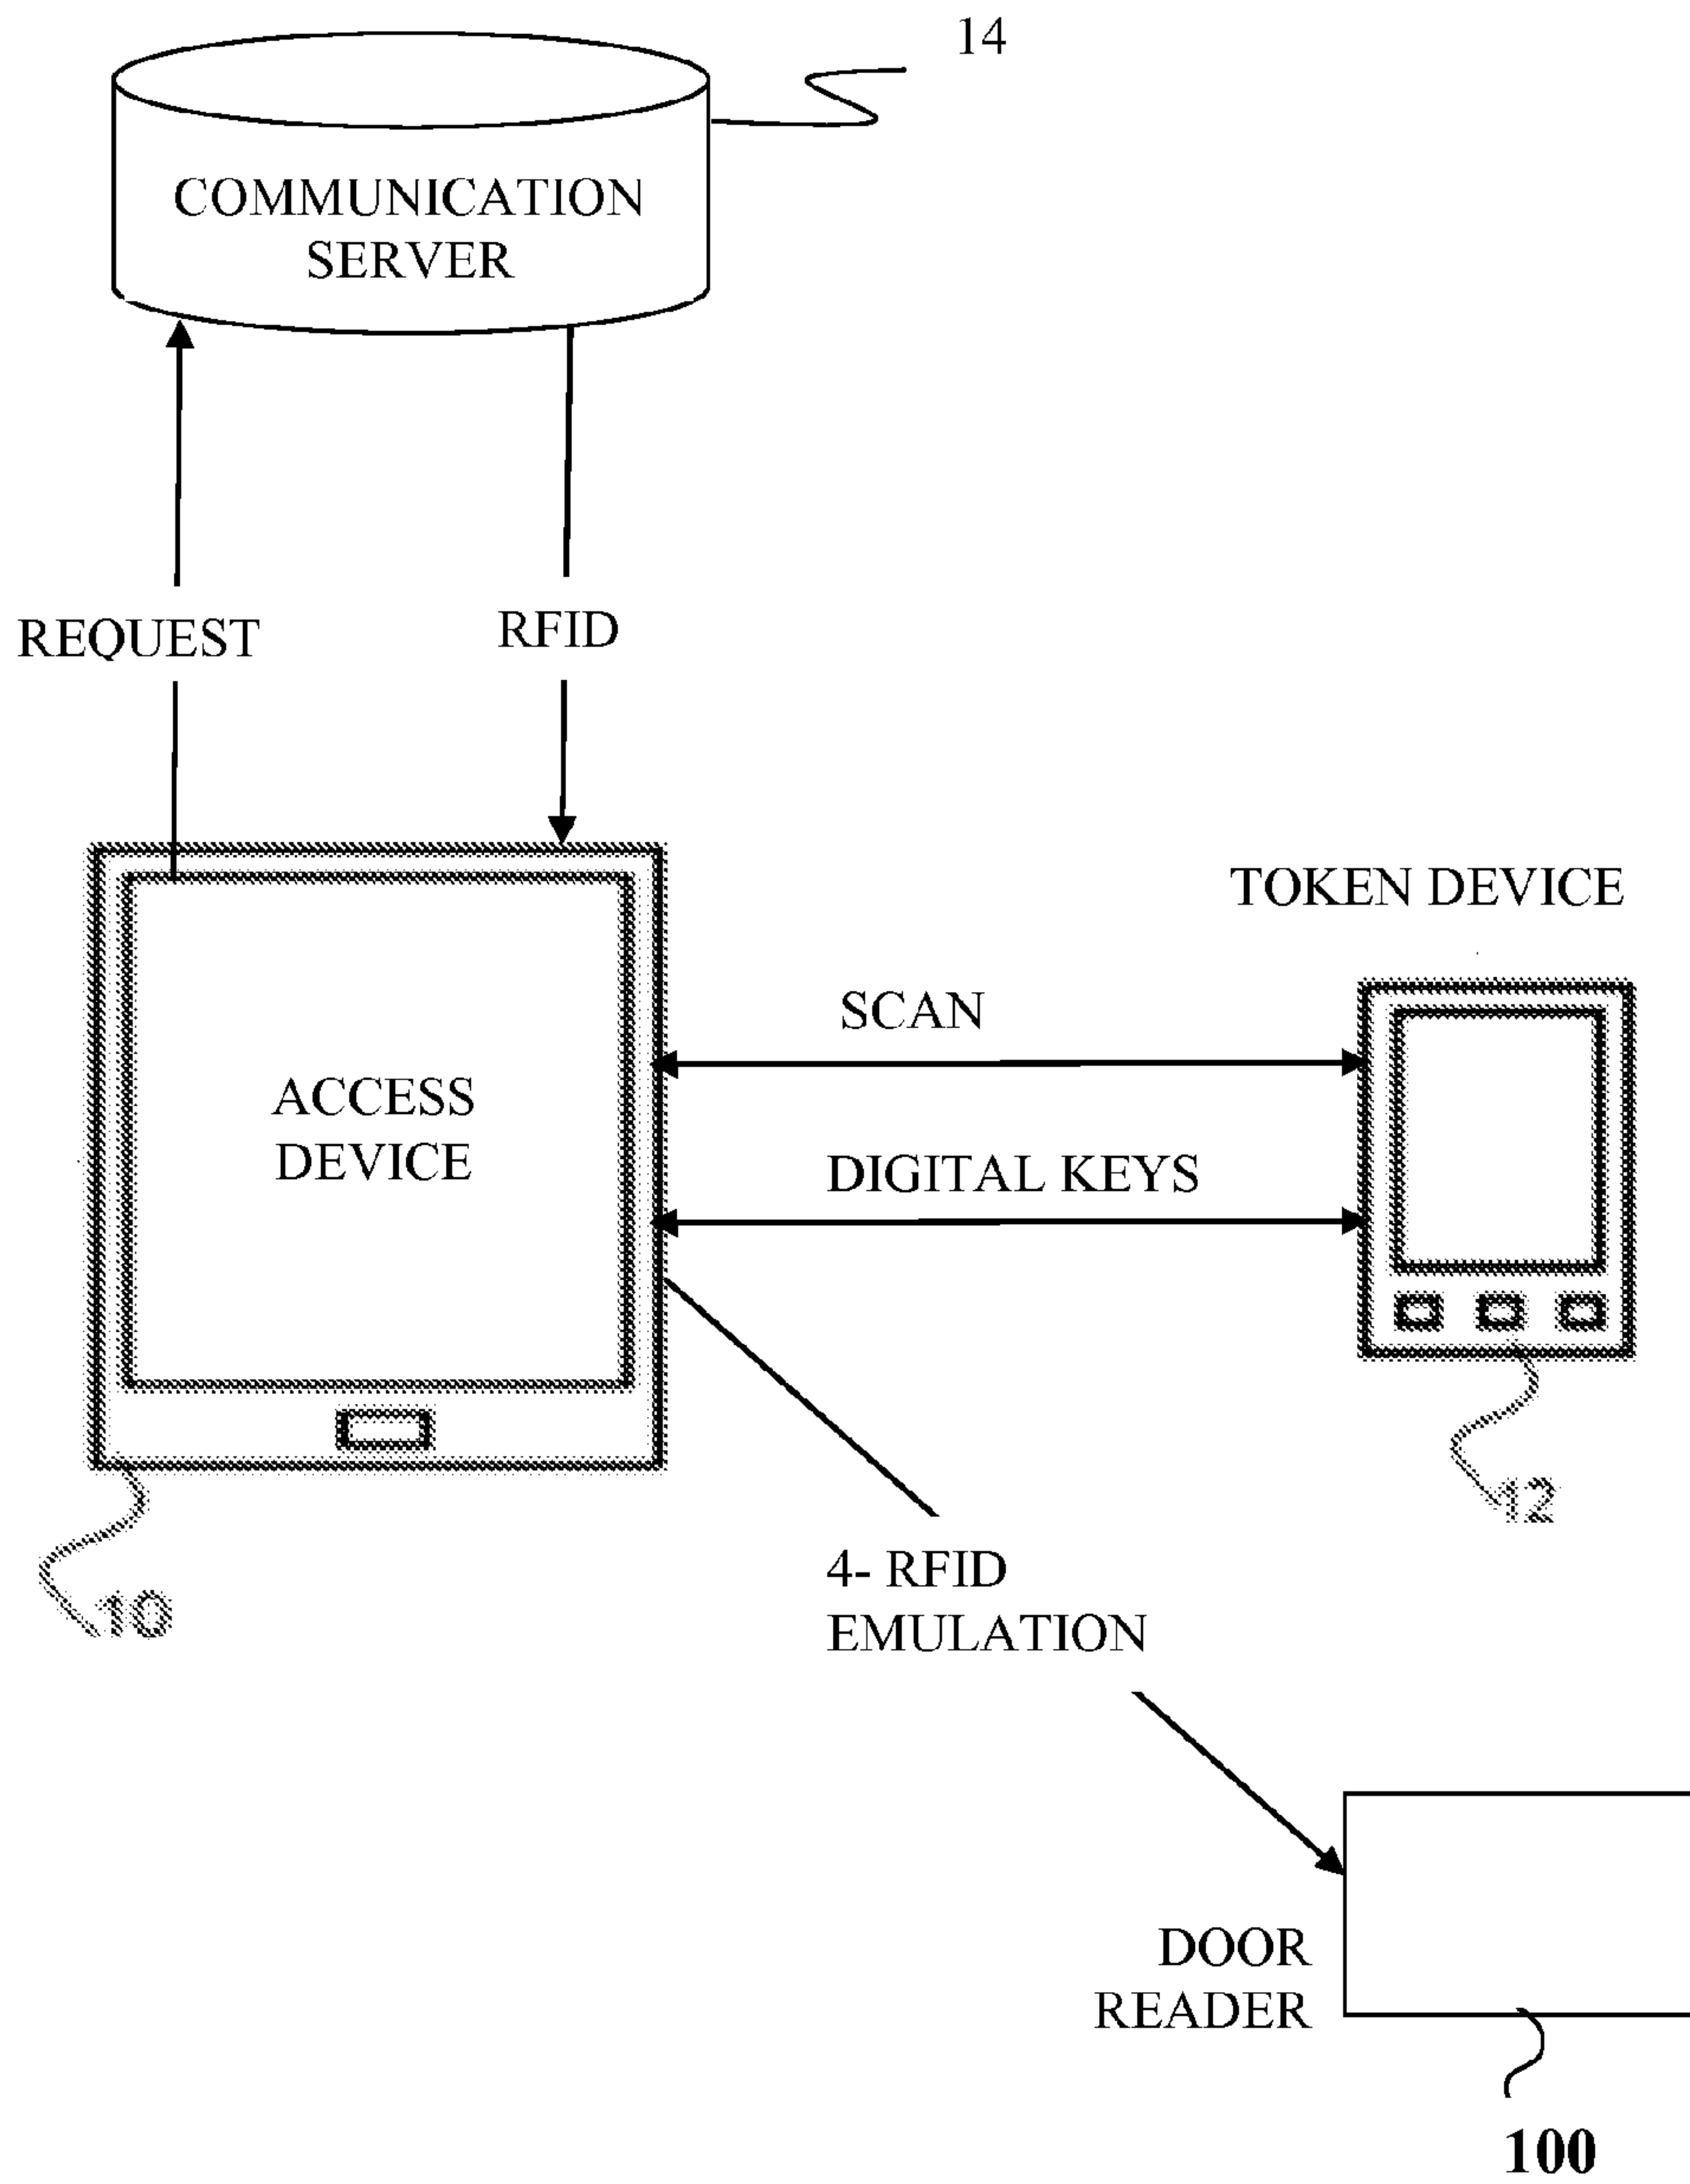 14
COMMUNICATION
SERVER
REQUEST
RFID
TOKEN DEVICE
SCAN
ACCESS
DEVICE
DIGITAL KEYS
12
4- RFID
EMULATION
10
DOOR
READER
100